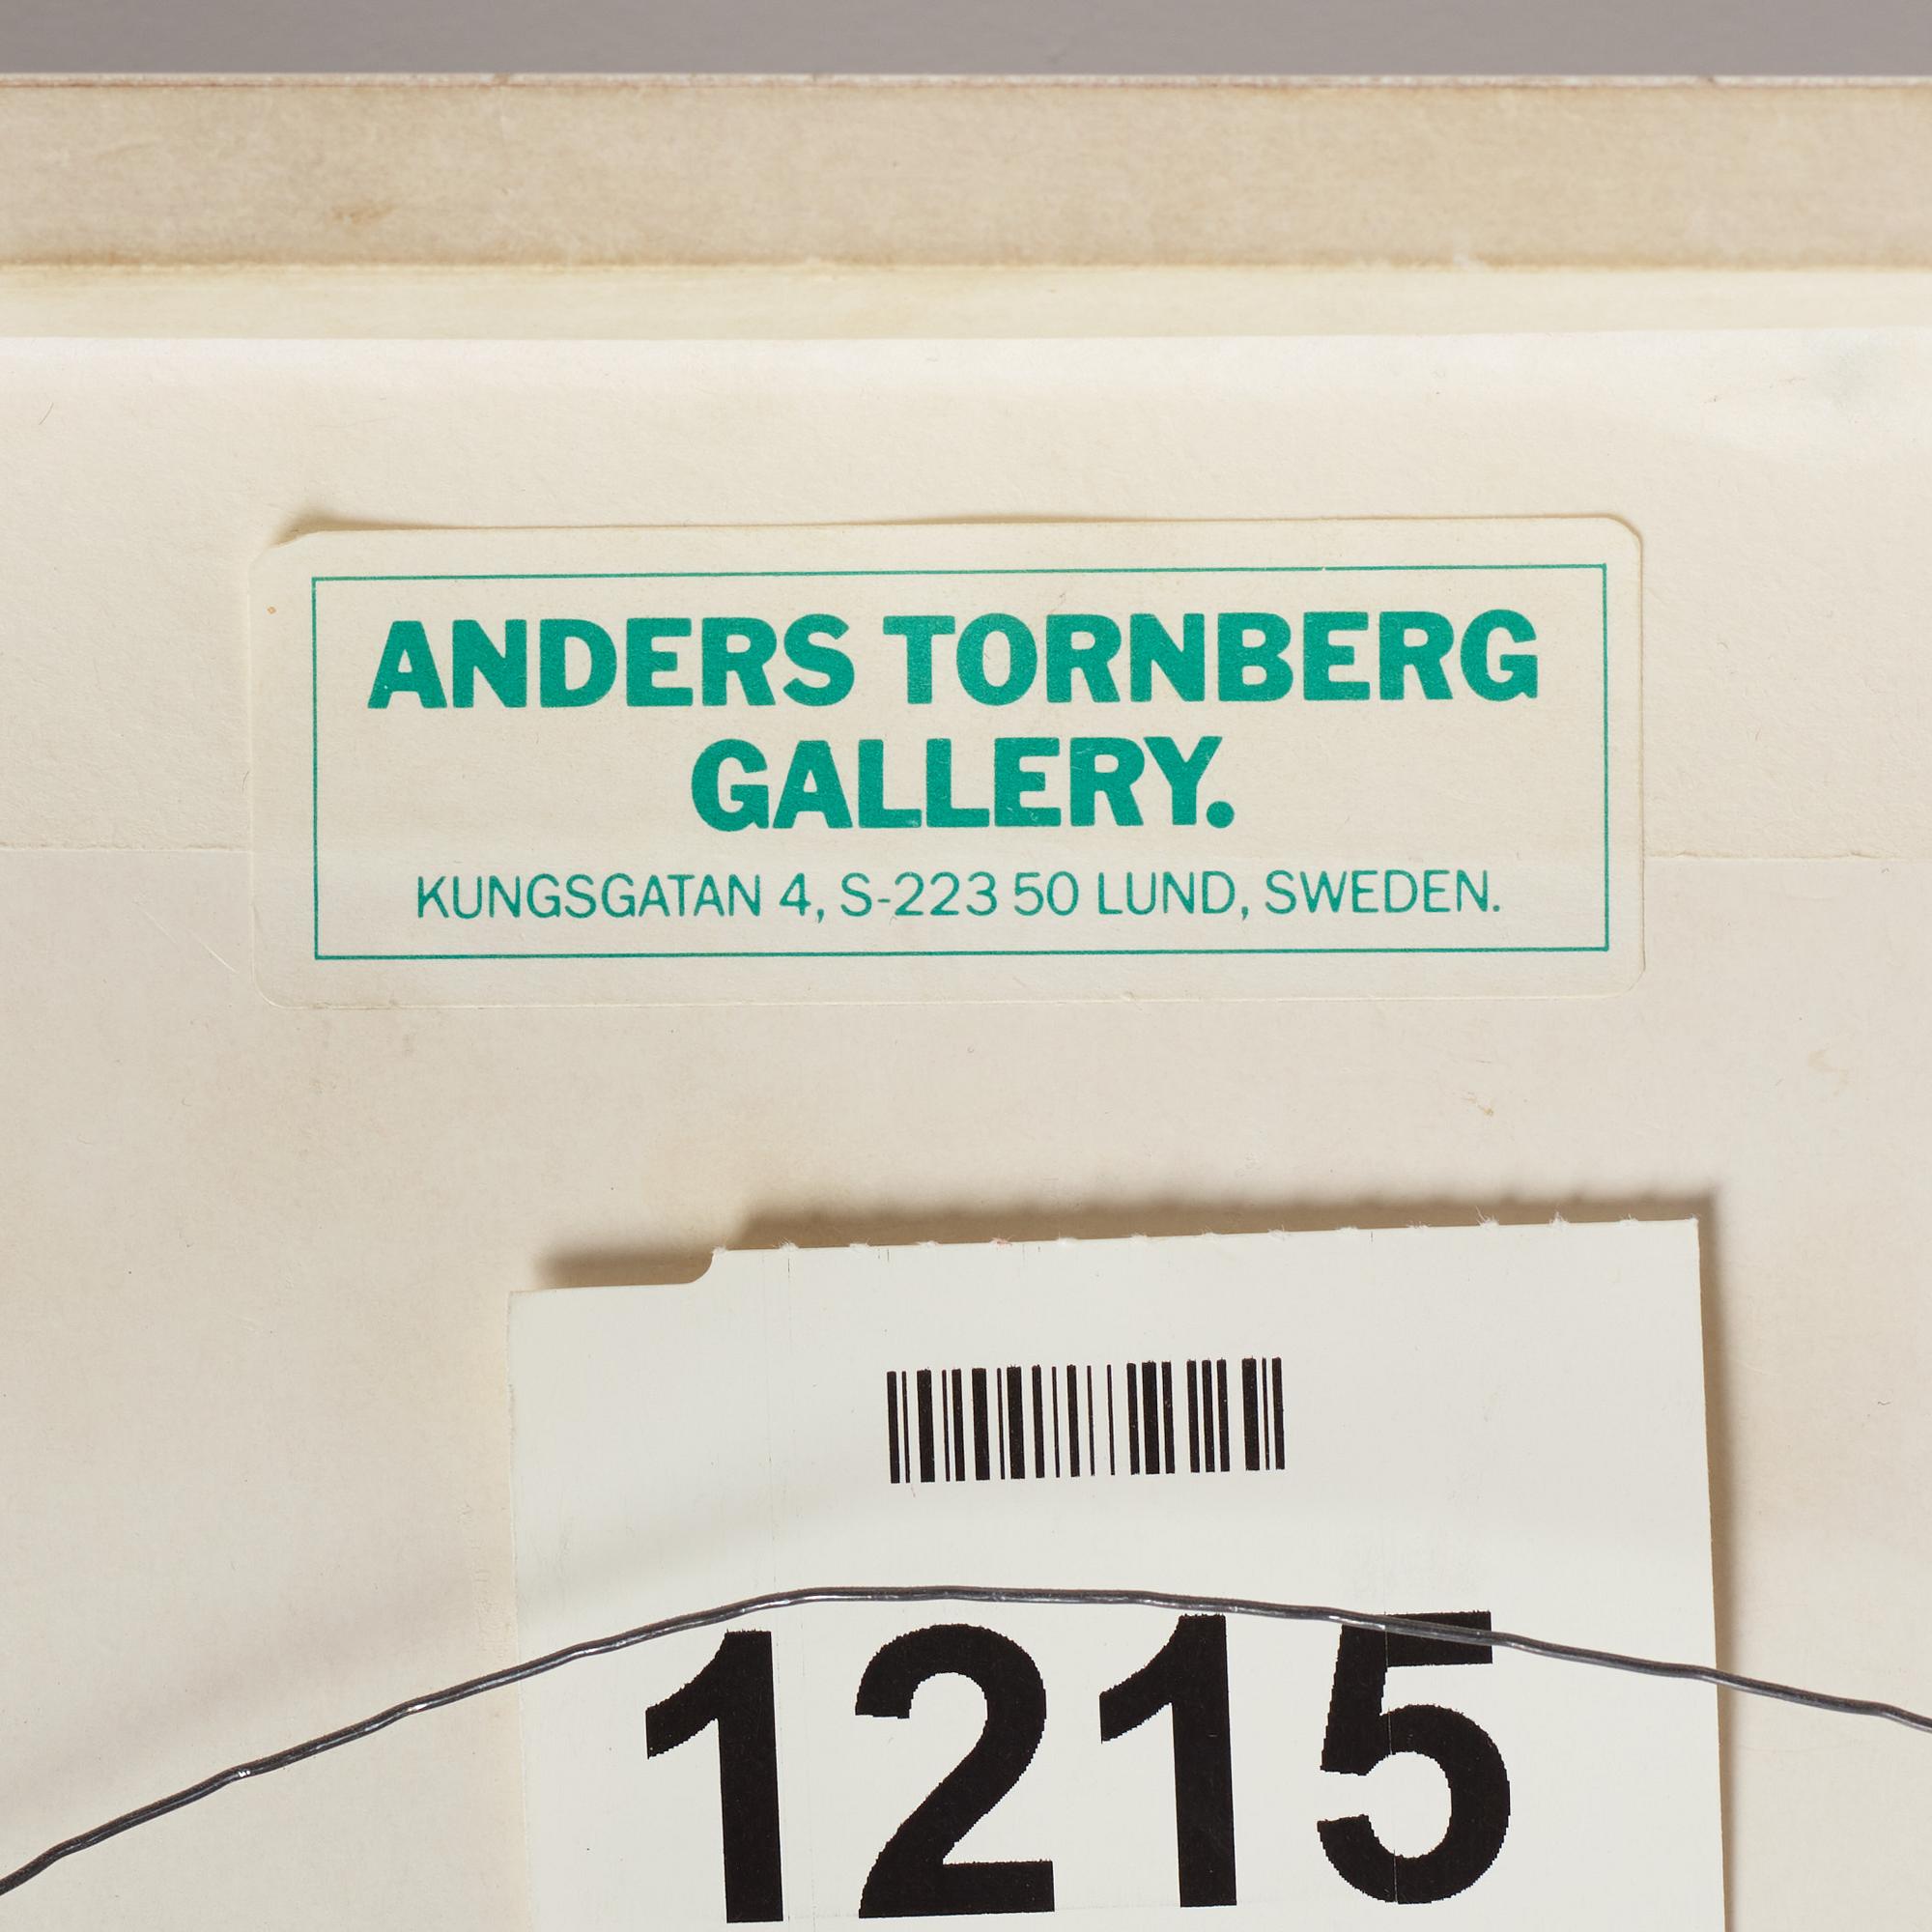 ANDERS TORNBERG
GALLERY.
KUNGSGATAN 4, S-223 50 LUND, SWEDEN.
1215